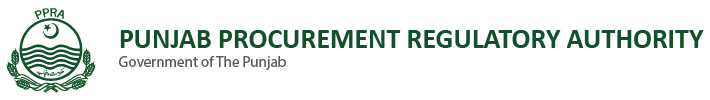 PPRA
PUNJAB PROCUREMENT REGULATORY AUTHORITY
Government of The Punjab